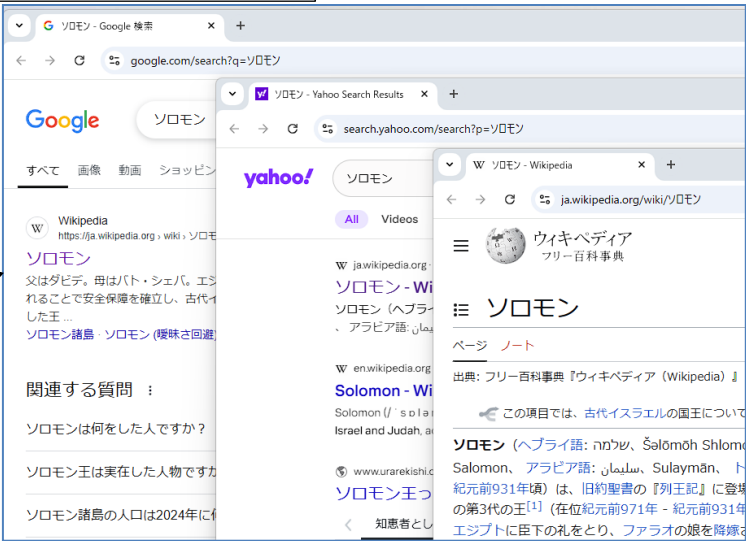 ソロモン - Google 検索
google.com/search?q=ソロモン
Google
ソロモン
すべて 画像 動画 ショッピン
Wikipedia
https://ja.wikipedia.org › wiki › ソロモ
ソロモン
父はダビデ。母はバト・シェバ。エジ
れることで安全保障を確立し、古代イ
した王 ...
ソロモン諸島 · ソロモン (曖昧さ回避)
関連する質問
ソロモンは何をした人ですか？
ソロモン王は実在した人物ですか
ソロモン諸島の人口は2024年に
ソロモン - Yahoo Search Results
search.yahoo.com/search?p=ソロモン
yahoo!
ソロモン
All Videos
W ja.wikipedia.org ·
ソロモン - Wi
ソロモン（ヘブライ
、アラビア語:
W en.wikipedia.org
Solomon - Wi
Solomon (/ ˈ s ɒ l ə
Israel and Judah,
www.urarekishi.c
ソロモン王っ
知恵者とし
W ソロモン - Wikipedia
ja.wikipedia.org/wiki/ソロモン
ウィキペディア
フリー百科事典
ソロモン
ページ ノート
出典: フリー百科事典『ウィキペディア（Wikipedia）』
この項目では、古代イスラエルの国王について
ソロモン（ヘブライ語: שלמה‎、Šəlōmōh Shlomo
Salomon、 アラビア語: سليمان‎、Sulaymān、 ト
紀元前931年頃）は、旧約聖書の『列王記』に登場
の第3代の王[1]（在位紀元前971年 - 紀元前931年
エジプトに臣下の礼をとり、ファラオの娘を降嫁さ